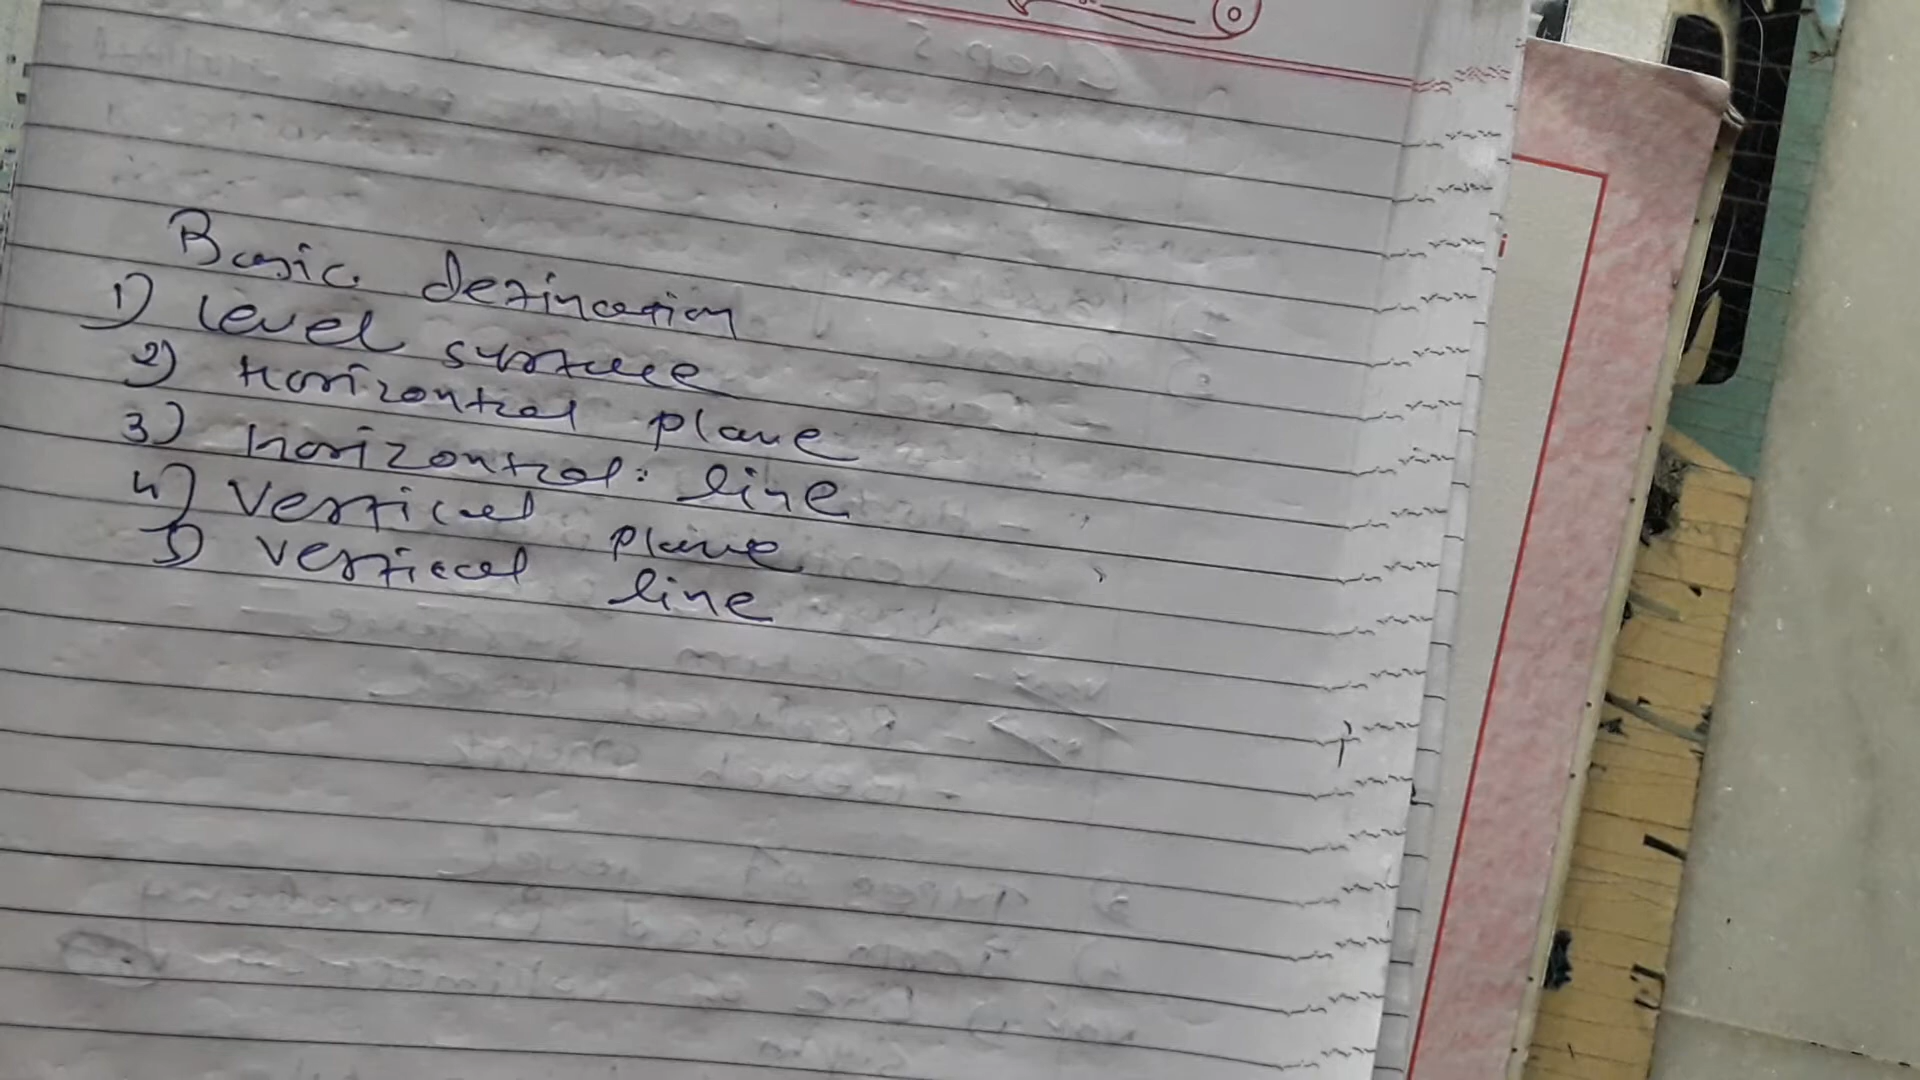 Basic defination
1) Level surface
2) Horizontal plane
3) Horizontal line
4) Vertical plane
5) Vertical line